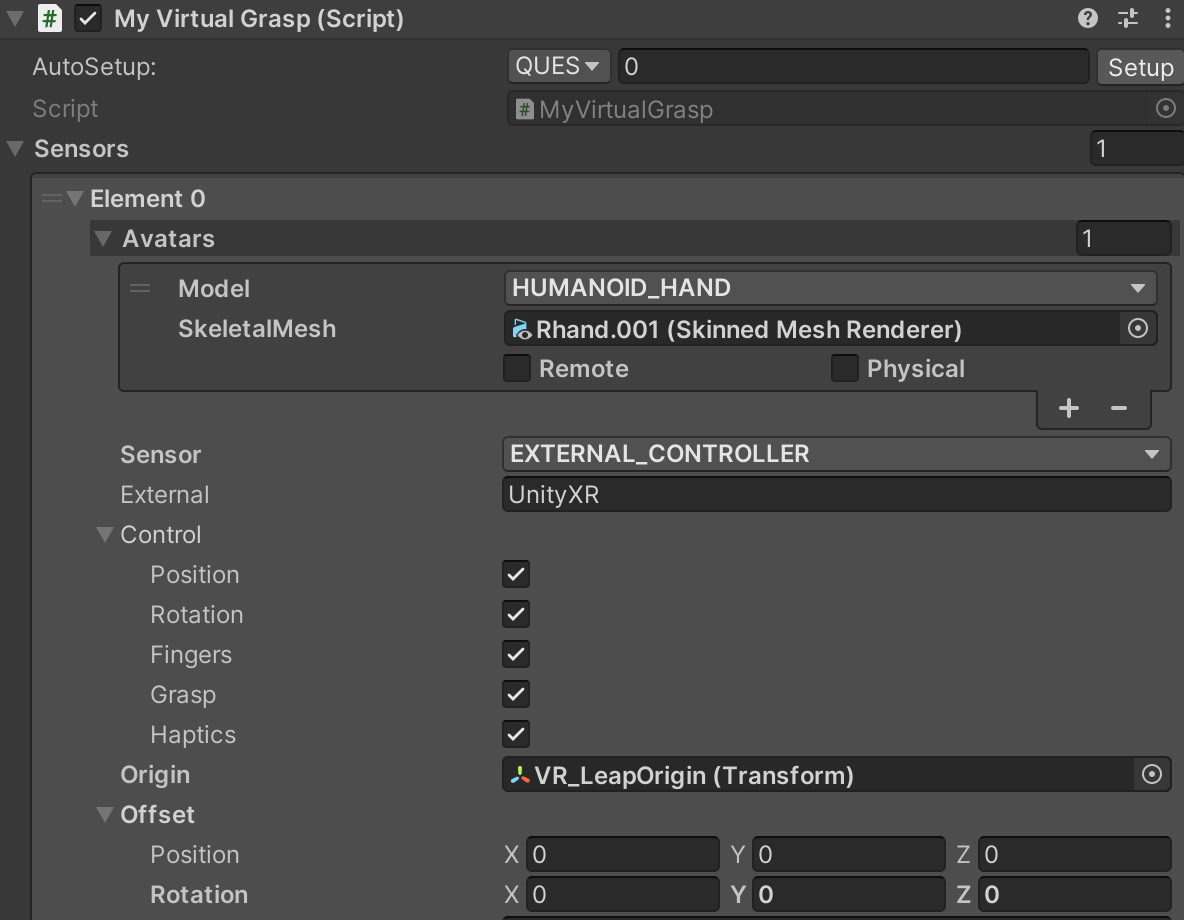 # My Virtual Grasp (Script)
AutoSetup: QUES 0 Setup
Script # MyVirtualGrasp
Sensors 1
Element 0
Avatars 1
Model HUMANOID_HAND
SkeletalMesh Rhand.001 (Skinned Mesh Renderer)
Remote Physical
+ −
Sensor EXTERNAL_CONTROLLER
External UnityXR
Control
Position
Rotation
Fingers
Grasp
Haptics
Origin VR_LeapOrigin (Transform)
Offset
Position X 0 Y 0 Z 0
Rotation X 0 Y 0 Z 0